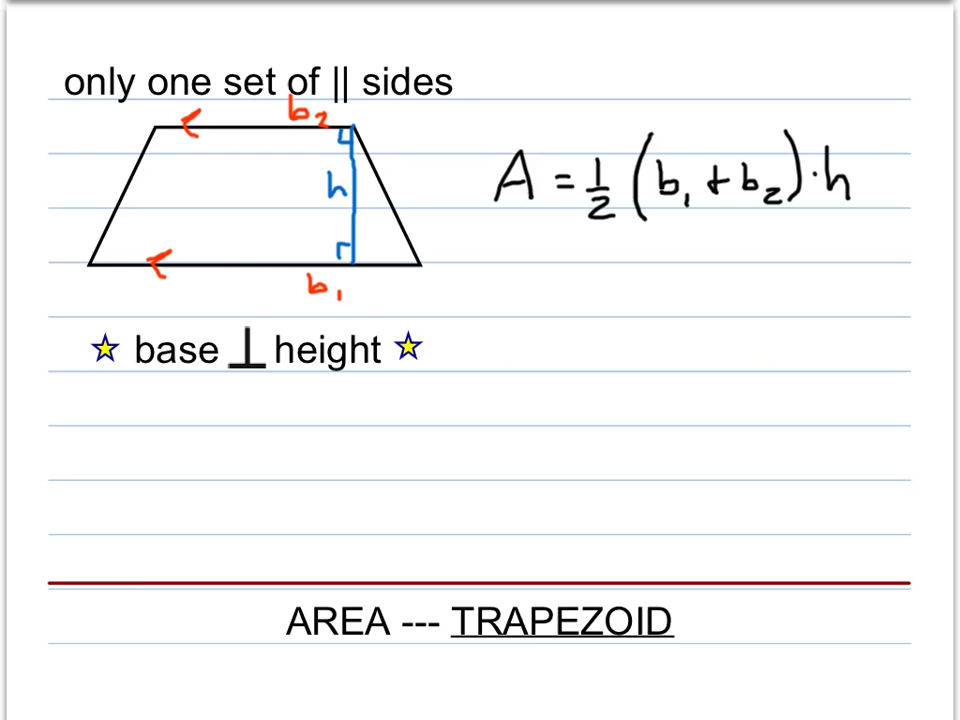 only one set of || sides
b₂
h
b₁
A = ½ (b₁ + b₂) · h
base ⊥ height
AREA --- TRAPEZOID